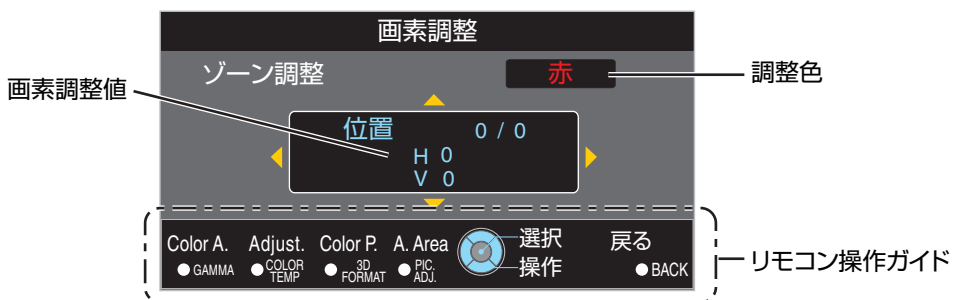 画素調整
ゾーン調整 赤
調整色
画素調整値
位置 0 / 0
H 0
V 0
Color A. Adjust. Color P. A. Area 選択 戻る
GAMMA COLOR TEMP 3D FORMAT PIC. ADJ. 操作 BACK
リモコン操作ガイド